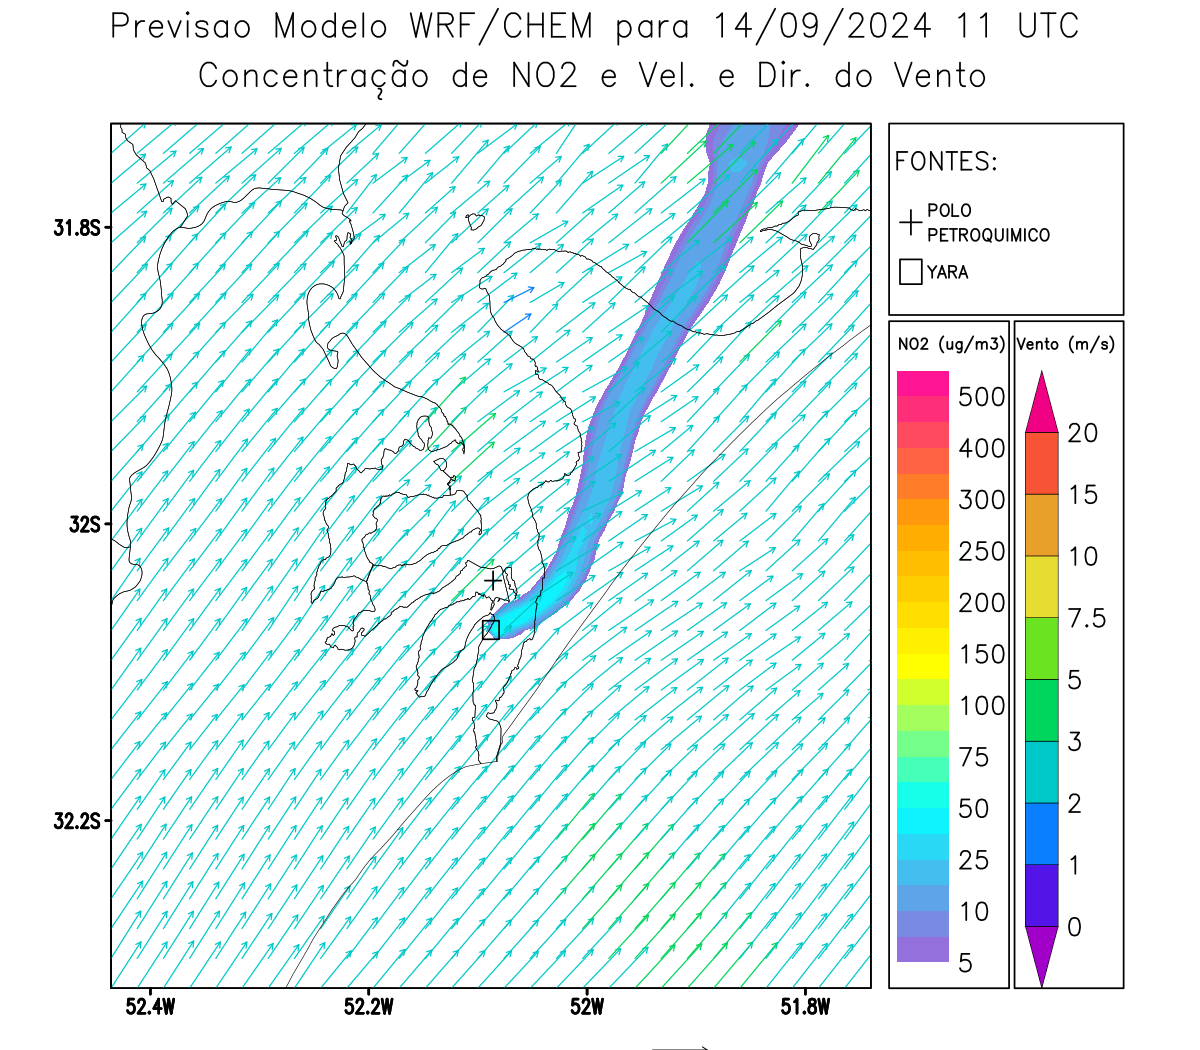 Previsao Modelo WRF/CHEM para 14/09/2024 11 UTC
Concentração de NO2 e Vel. e Dir. do Vento
FONTES:
POLO
PETROQUIMICO
YARA
31.8S
32S
32.2S
52.4W
52.2W
52W
51.8W
NO2 (ug/m3)
500
400
300
250
200
150
100
75
50
25
10
5
Vento (m/s)
20
15
10
7.5
5
3
2
1
0